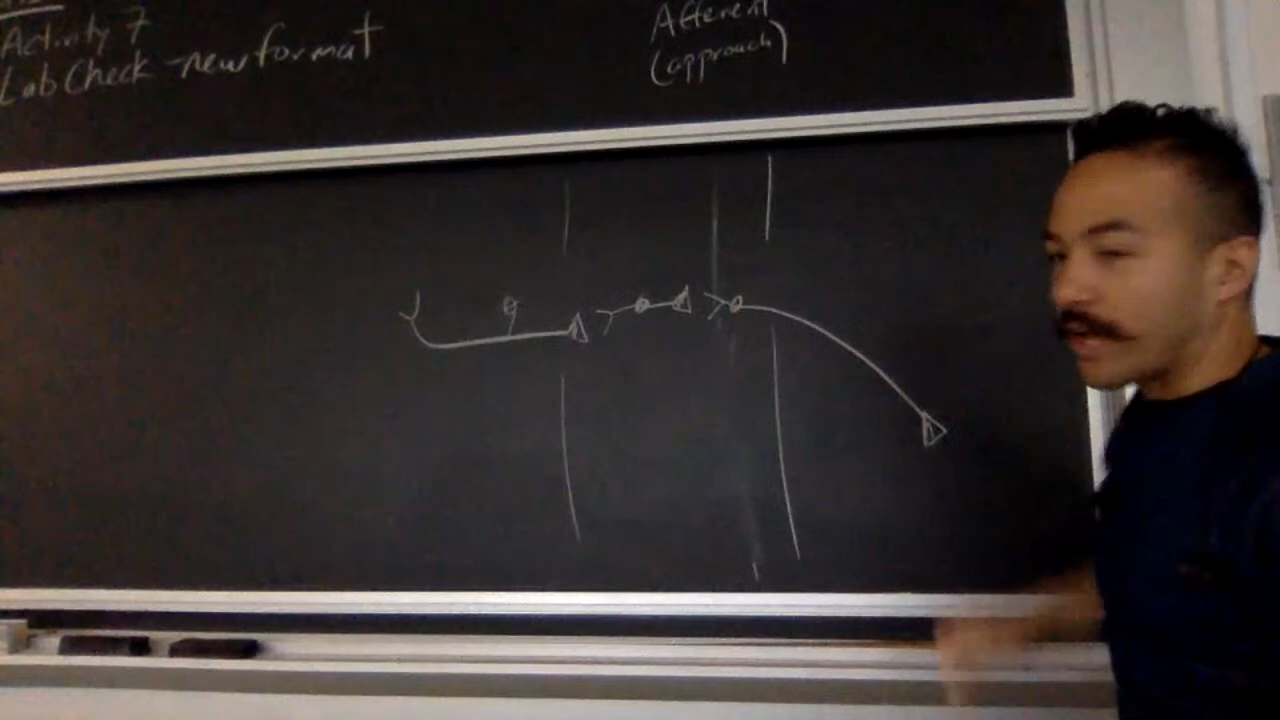 Activity 7
Lab Check - new format
Afferent
(approach)